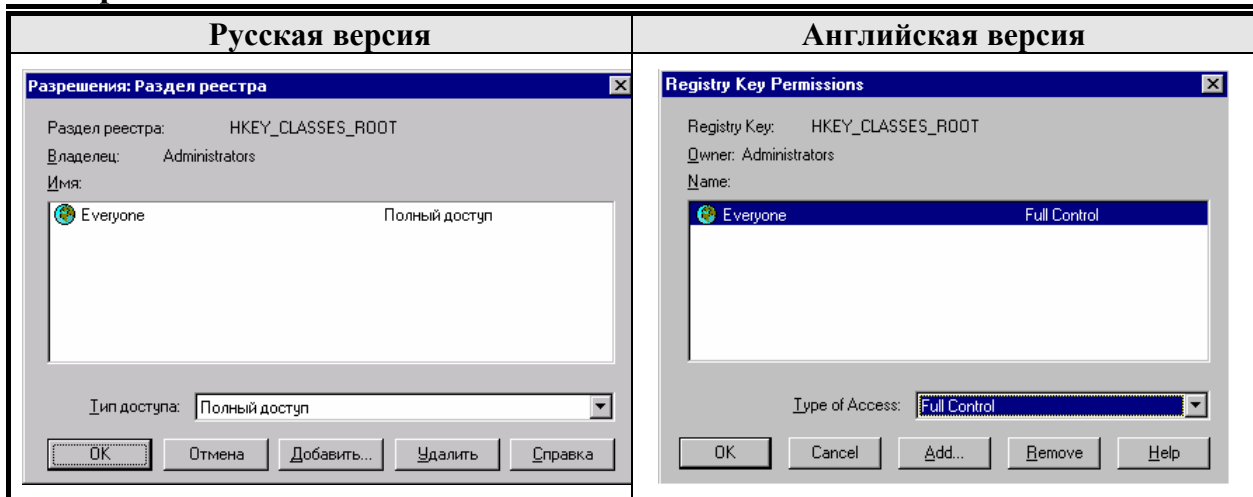 Русская версия
Английская версия
Разрешения: Раздел реестра
Раздел реестра: HKEY_CLASSES_ROOT
Владелец: Administrators
Имя:
Everyone Полный доступ
Тип доступа: Полный доступ
OK Отмена Добавить... Удалить Справка
Registry Key Permissions
Registry Key: HKEY_CLASSES_ROOT
Owner: Administrators
Name:
Everyone Full Control
Type of Access: Full Control
OK Cancel Add... Remove Help